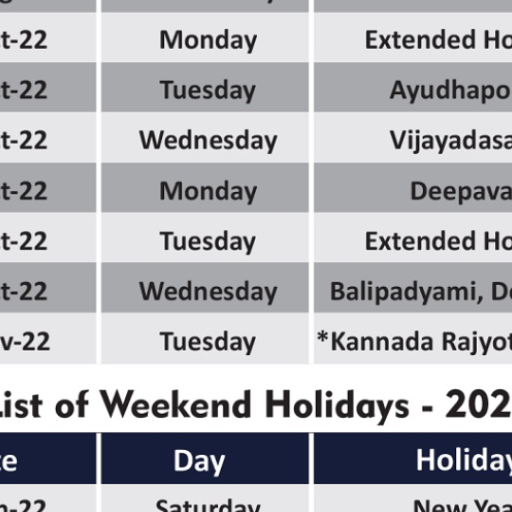 t-22 Monday Extended Ho
t-22 Tuesday Ayudhapo
t-22 Wednesday Vijayadasa
t-22 Monday Deepava
t-22 Tuesday Extended Ho
t-22 Wednesday Balipadyami, De
v-22 Tuesday *Kannada Rajyot
List of Weekend Holidays - 202
te Day Holiday
n-22 Saturday New Yea